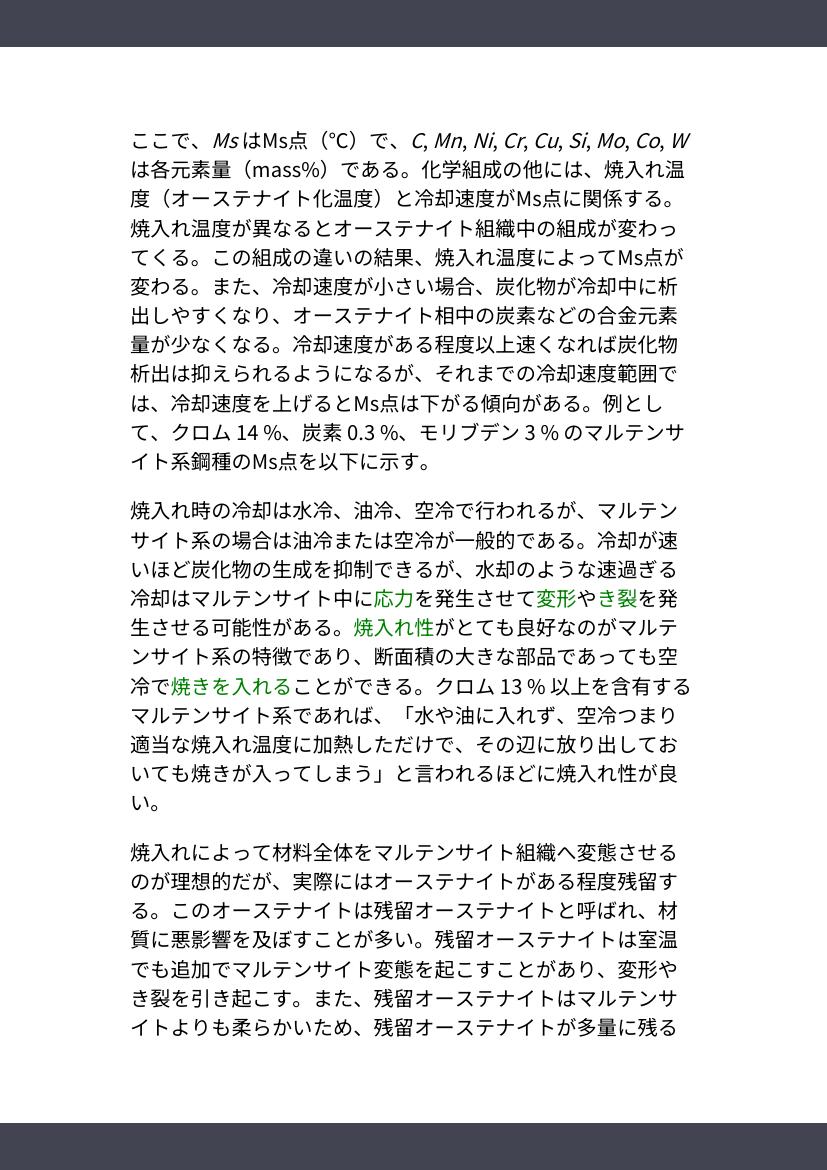 ここで、MsはMs点（℃）で、C, Mn, Ni, Cr, Cu, Si, Mo, Co, W
は各元素量（mass%）である。化学組成の他には、焼入れ温
度（オーステナイト化温度）と冷却速度がMs点に関係する。
焼入れ温度が異なるとオーステナイト組織中の組成が変わっ
てくる。この組成の違いの結果、焼入れ温度によってMs点が
変わる。また、冷却速度が小さい場合、炭化物が冷却中に析
出しやすくなり、オーステナイト相中の炭素などの合金元素
量が少なくなる。冷却速度がある程度以上速くなれば炭化物
析出は抑えられるようになるが、それまでの冷却速度範囲で
は、冷却速度を上げるとMs点は下がる傾向がある。例とし
て、クロム 14 %、炭素 0.3 %、モリブデン 3 % のマルテンサ
イト系鋼種のMs点を以下に示す。
焼入れ時の冷却は水冷、油冷、空冷で行われるが、マルテン
サイト系の場合は油冷または空冷が一般的である。冷却が速
いほど炭化物の生成を抑制できるが、水却のような速過ぎる
冷却はマルテンサイト中に応力を発生させて変形やき裂を発
生させる可能性がある。焼入れ性がとても良好なのがマルテ
ンサイト系の特徴であり、断面積の大きな部品であっても空
冷で焼きを入れることができる。クロム 13 % 以上を含有する
マルテンサイト系であれば、「水や油に入れず、空冷つまり
適当な焼入れ温度に加熱しただけで、その辺に放り出してお
いても焼きが入ってしまう」と言われるほどに焼入れ性が良
い。
焼入れによって材料全体をマルテンサイト組織へ変態させる
のが理想的だが、実際にはオーステナイトがある程度残留す
る。このオーステナイトは残留オーステナイトと呼ばれ、材
質に悪影響を及ぼすことが多い。残留オーステナイトは室温
でも追加でマルテンサイト変態を起こすことがあり、変形や
き裂を引き起こす。また、残留オーステナイトはマルテンサ
イトよりも柔らかいため、残留オーステナイトが多量に残る